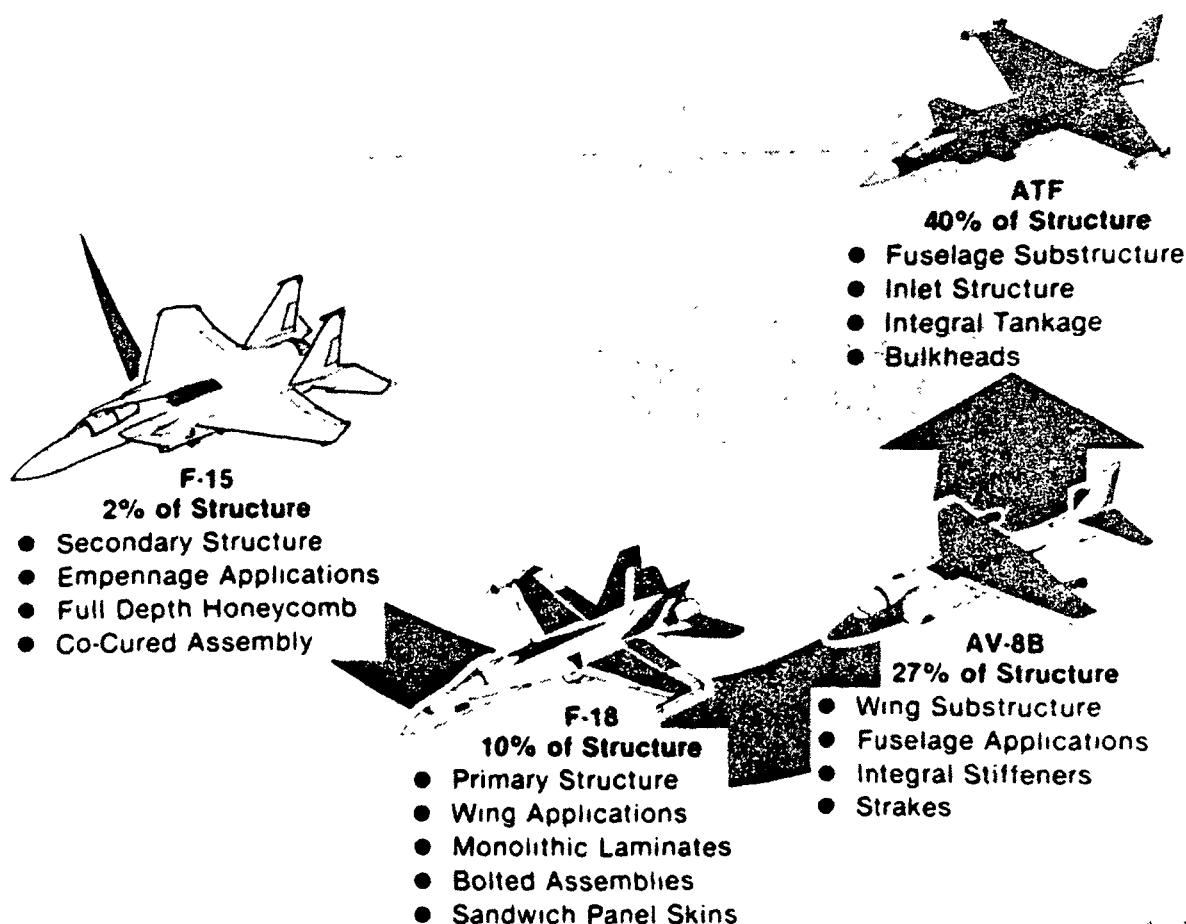 ATF
40% of Structure
● Fuselage Substructure
● Inlet Structure
● Integral Tankage
● Bulkheads
F-15
2% of Structure
● Secondary Structure
● Empennage Applications
● Full Depth Honeycomb
● Co-Cured Assembly
F-18
10% of Structure
● Primary Structure
● Wing Applications
● Monolithic Laminates
● Bolted Assemblies
● Sandwich Panel Skins
AV-8B
27% of Structure
● Wing Substructure
● Fuselage Applications
● Integral Stiffeners
● Strakes